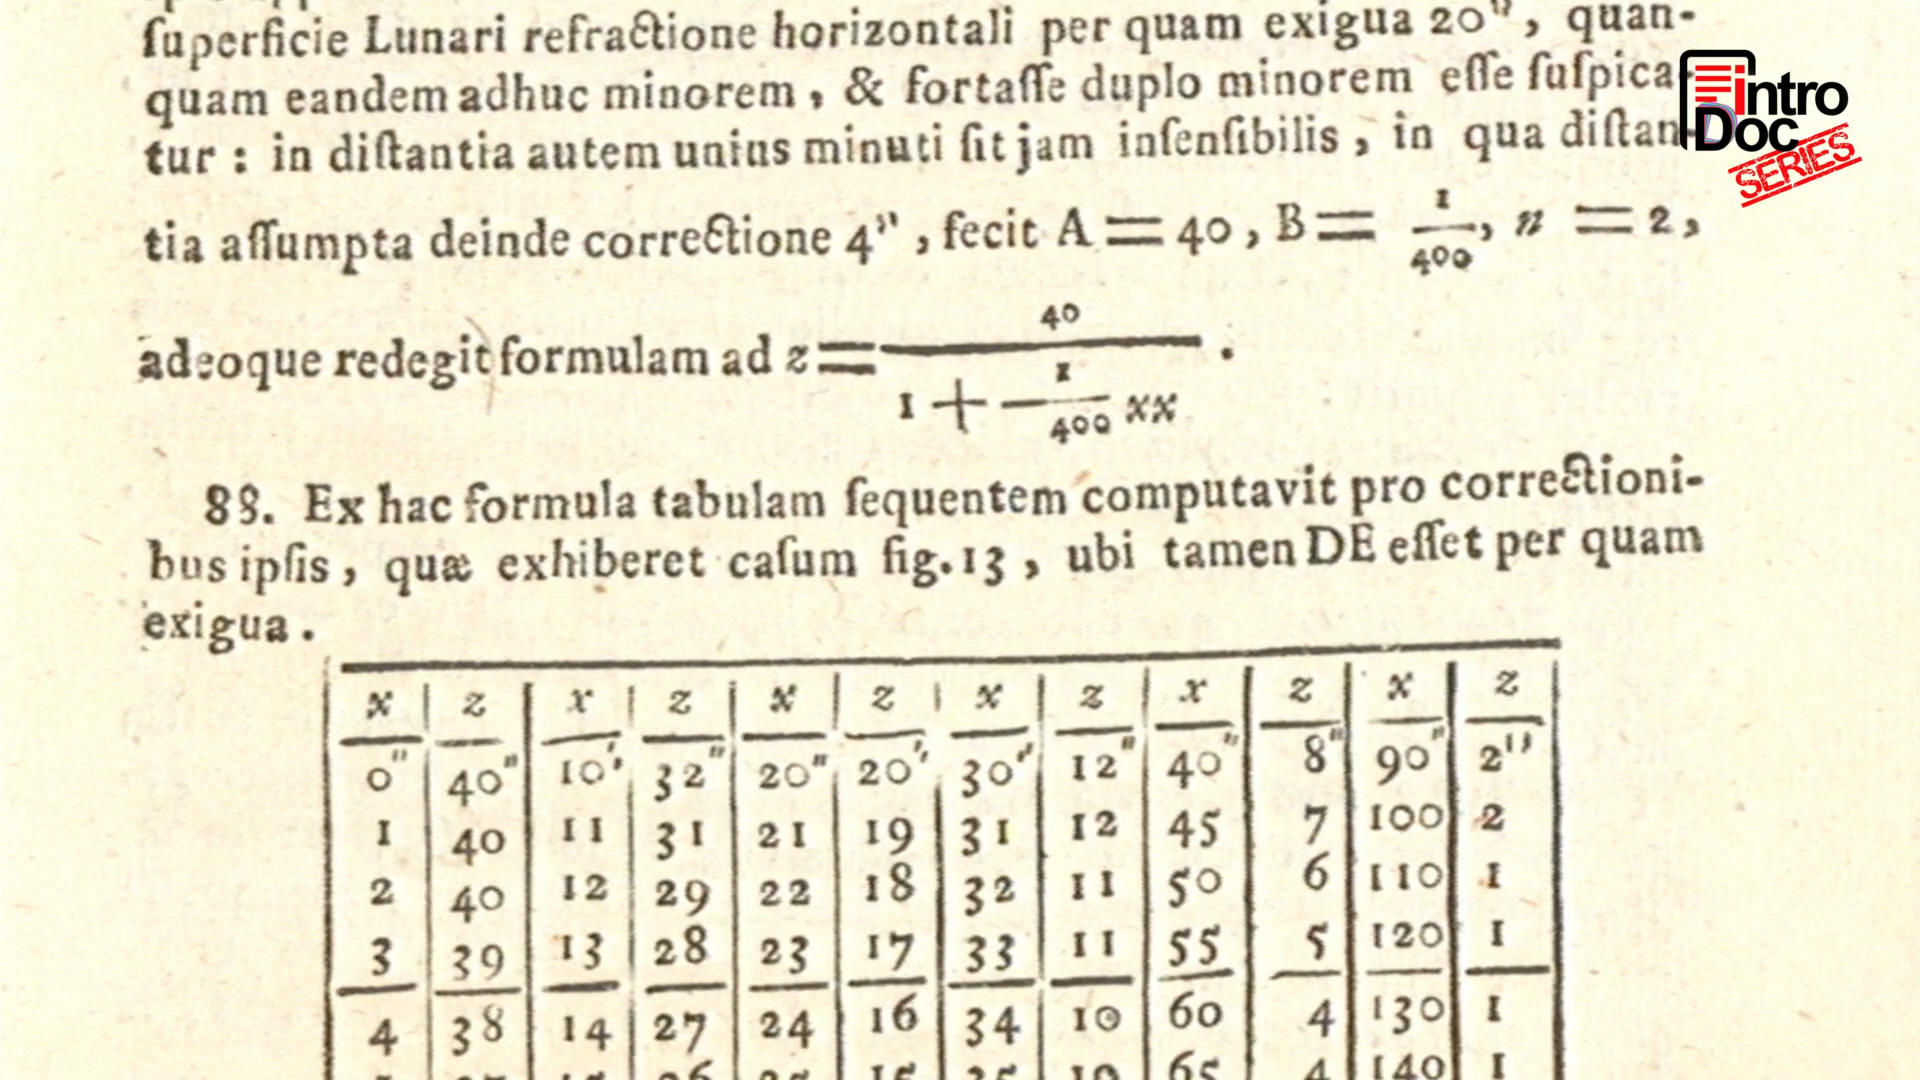 ſuperficie Lunari refractione horizontali per quam exigua 20", quan-
quam eandem adhuc minorem, & fortaſſe duplo minorem eſſe ſuſpica-
tur: in diſtantia autem unius minuti ſit jam inſenſibilis, in qua diſtan-
tia aſſumpta deinde correctione 4", fecit A = 40, B = 1/400, n = 2,
adeoque redegit formulam ad z = 40 / (1 + 1/400 xx).
88. Ex hac formula tabulam ſequentem computavit pro correctioni-
bus ipſis, quæ exhiberet caſum fig. 13, ubi tamen DE eſſet per quam
exigua.
x z x z x z x z x z x z
0" 40" 10' 32" 20" 20' 30' 12" 40" 8" 90" 2"
1 40 11 31 21 19 31 12 45 7 100 2
2 40 12 29 22 18 32 11 50 6 110 1
3 39 13 28 23 17 33 11 55 5 120 1
4 38 14 27 24 16 34 10 60 4 130 1
65 4 140 1
intro
Doc
SERIES